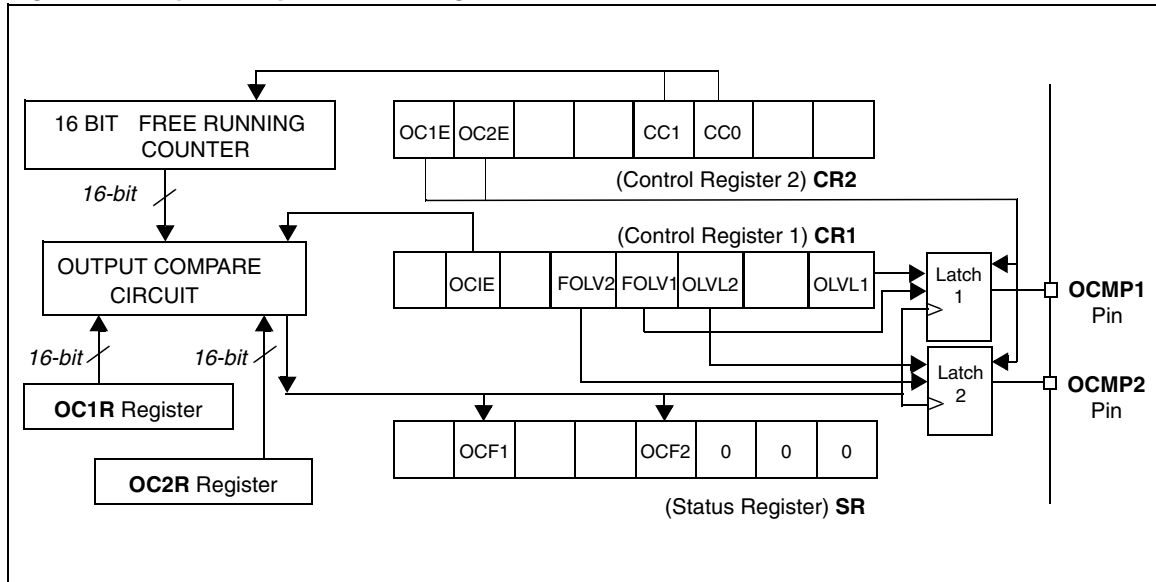 16 BIT FREE RUNNING
COUNTER
OC1E OC2E CC1 CC0
(Control Register 2) CR2
16-bit
(Control Register 1) CR1
OUTPUT COMPARE
CIRCUIT
OCIE FOLV2 FOLV1 OLVL2 OLVL1
Latch
1
OCMP1
Pin
16-bit
16-bit
Latch
2
OCMP2
Pin
OC1R Register
OCF1 OCF2 0 0 0
OC2R Register
(Status Register) SR